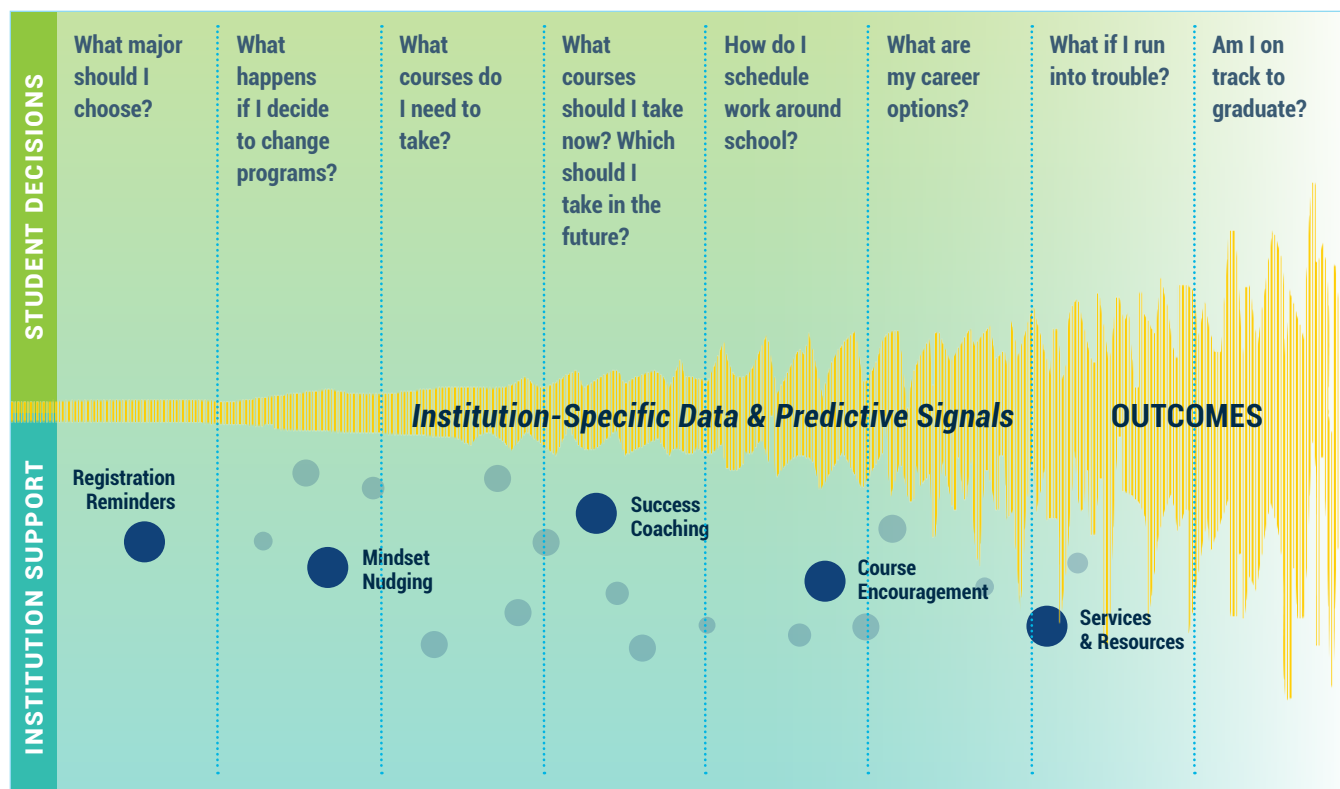 STUDENT DECISIONS
What major
should I
choose?
What
happens
if I decide
to change
programs?
What
courses do
I need to
take?
What
courses
should I take
now? Which
should I
take in the
future?
How do I
schedule
work around
school?
What are
my career
options?
What if I run
into trouble?
Am I on
track to
graduate?
Institution-Specific Data & Predictive Signals
OUTCOMES
INSTITUTION SUPPORT
Registration
Reminders
Mindset
Nudging
Success
Coaching
Course
Encouragement
Services
& Resources